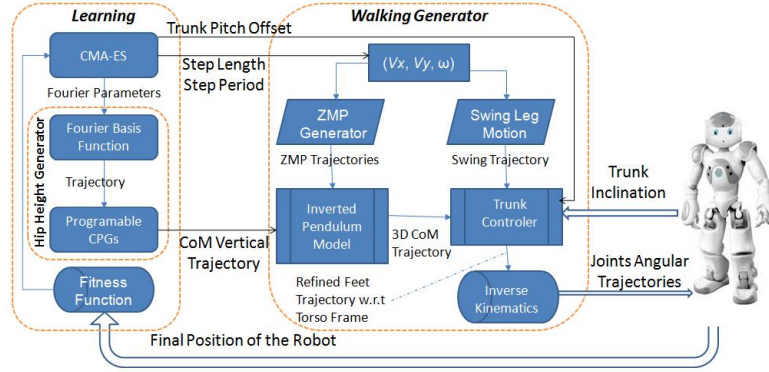 Learning
Walking Generator
Trunk Pitch Offset
CMA-ES
Step Length
Step Period
(Vx, Vy, ω)
Fourier Parameters
Hip Height Generator
Fourier Basis
Function
ZMP
Generator
Swing Leg
Motion
ZMP Trajectories
Swing Trajectory
Trajectory
Trunk
Inclination
Programable
CPGs
Inverted
Pendulum
Model
Trunk
Controler
3D CoM
Trajectory
CoM Vertical
Trajectory
Joints Angular
Trajectories
Fitness
Function
Refined Feet
Trajectory w.r.t
Torso Frame
Inverse
Kinematics
Final Position of the Robot